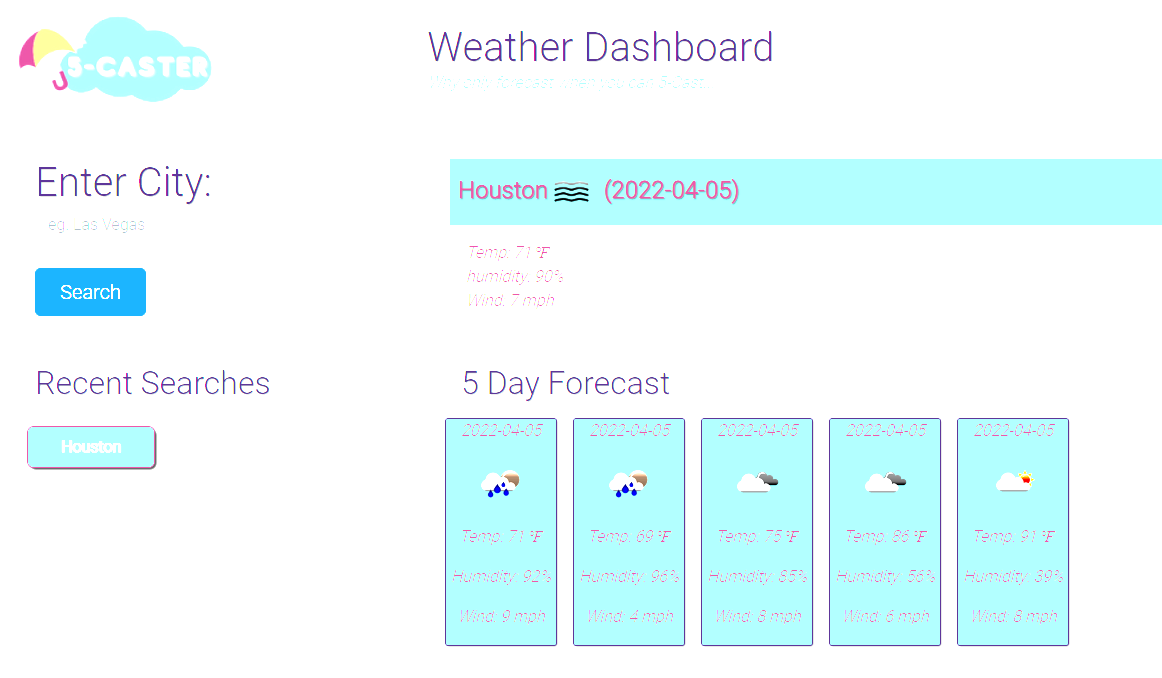 5-CASTER
Weather Dashboard
Why only forecast when you can 5-Cast..
Enter City:
eg. Las Vegas
Search
Recent Searches
Houston
Houston (2022-04-05)
Temp: 71 °F
humidity: 90%
Wind: 7 mph
5 Day Forecast
2022-04-05 2022-04-05 2022-04-05 2022-04-05 2022-04-05
Temp: 71 °F Temp: 69 °F Temp: 75 °F Temp: 86 °F Temp: 91 °F
Humidity: 92% Humidity: 96% Humidity: 85% Humidity: 56% Humidity: 39%
Wind: 9 mph Wind: 4 mph Wind: 8 mph Wind: 6 mph Wind: 8 mph